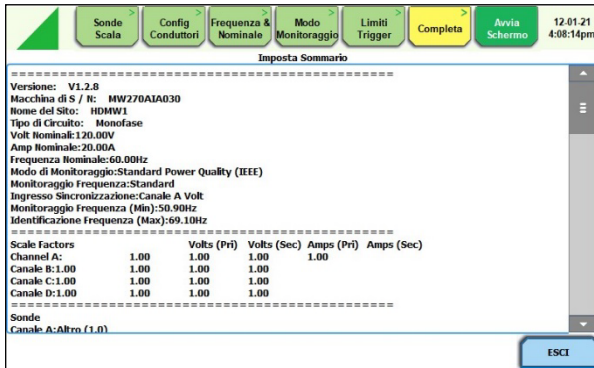 Sonde Scala
Config Conduttori
Frequenza & Nominale
Modo Monitoraggio
Limiti Trigger
Completa
Avvia Schermo
12-01-21
4:08:14pm
Imposta Sommario
================================================
Versione: V1.2.8
Macchina di S / N: MW270AIA030
Nome del Sito: HDMW1
Tipo di Circuito: Monofase
Volt Nominali:120.00V
Amp Nominale:20.00A
Frequenza Nominale:60.00Hz
Modo di Monitoraggio:Standard Power Quality (IEEE)
Monitoraggio Frequenza:Standard
Ingresso Sincronizzazione:Canale A Volt
Monitoraggio Frequenza (Min):50.90Hz
Identificazione Frequenza (Max):69.10Hz
================================================
Scale Factors Volts (Pri) Volts (Sec) Amps (Pri) Amps (Sec)
Channel A: 1.00 1.00 1.00 1.00
Canale B:1.00 1.00 1.00 1.00
Canale C:1.00 1.00 1.00 1.00
Canale D:1.00 1.00 1.00 1.00
================================================
Sonde
Canale A:Altro (1.0)
ESCI